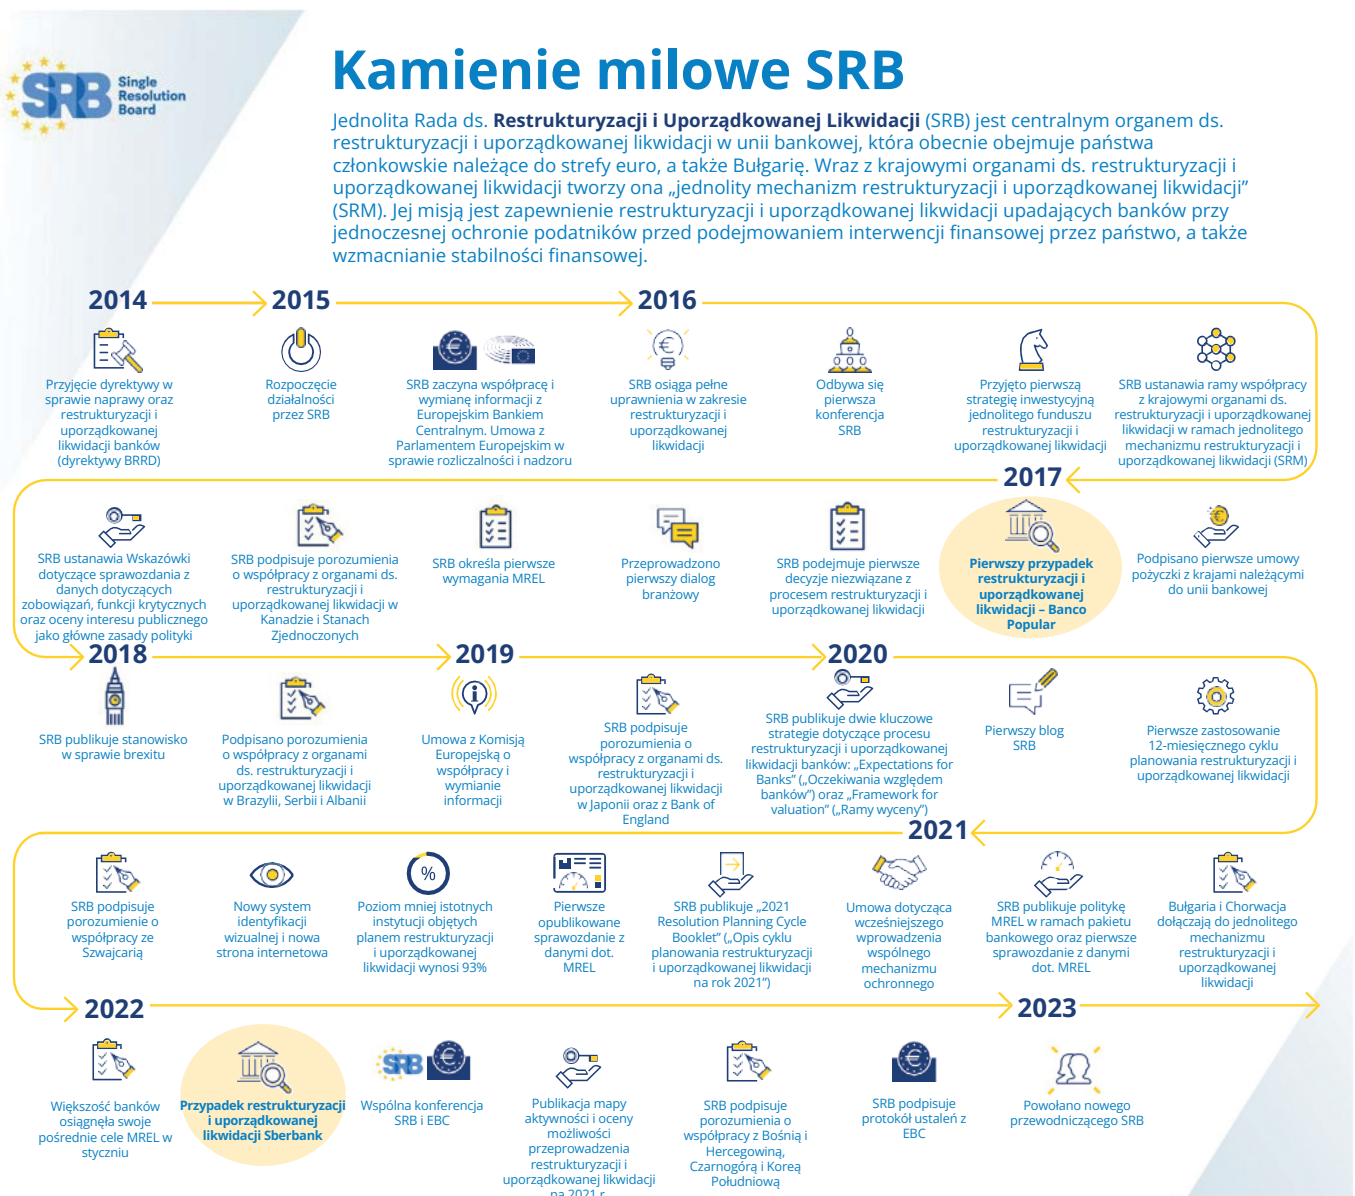 SRB
Single
Resolution
Board
Kamienie milowe SRB
Jednolita Rada ds. Restrukturyzacji i Uporządkowanej Likwidacji (SRB) jest centralnym organem ds.
restrukturyzacji i uporządkowanej likwidacji w unii bankowej, która obecnie obejmuje państwa
członkowskie należące do strefy euro, a także Bułgarię. Wraz z krajowymi organami ds. restrukturyzacji i
uporządkowanej likwidacji tworzy ona „jednolity mechanizm restrukturyzacji i uporządkowanej likwidacji”
(SRM). Jej misją jest zapewnienie restrukturyzacji i uporządkowanej likwidacji upadających banków przy
jednoczesnej ochronie podatników przed podejmowaniem interwencji finansowej przez państwo, a także
wzmacnianie stabilności finansowej.
2014
Przyjęcie dyrektywy w
sprawie naprawy oraz
restrukturyzacji i
uporządkowanej
likwidacji banków
(dyrektywy BRRD)
2015
Rozpoczęcie
działalności
przez SRB
SRB zaczyna współpracę i
wymianę informacji z
Europejskim Bankiem
Centralnym. Umowa z
Parlamentem Europejskim w
sprawie rozliczalności i nadzoru
2016
SRB osiąga pełne
uprawnienia w zakresie
restrukturyzacji i
uporządkowanej
likwidacji
Odbywa się
pierwsza
konferencja
SRB
Przyjęto pierwszą
strategię inwestycyjną
jednolitego funduszu
restrukturyzacji i
uporządkowanej likwidacji
SRB ustanawia ramy współpracy
z krajowymi organami ds.
restrukturyzacji i uporządkowanej
likwidacji w ramach jednolitego
mechanizmu restrukturyzacji i
uporządkowanej likwidacji (SRM)
2017
SRB ustanawia Wskazówki
dotyczące sprawozdania z
danych dotyczących
zobowiązań, funkcji krytycznych
oraz oceny interesu publicznego
jako główne zasady polityki
SRB podpisuje porozumienia
o współpracy z organami ds.
restrukturyzacji i
uporządkowanej likwidacji w
Kanadzie i Stanach
Zjednoczonych
SRB określa pierwsze
wymagania MREL
Przeprowadzono
pierwszy dialog
branżowy
SRB podejmuje pierwsze
decyzje niezwiązane z
procesem restrukturyzacji i
uporządkowanej likwidacji
Pierwszy przypadek
restrukturyzacji i
uporządkowanej
likwidacji – Banco
Popular
Podpisano pierwsze umowy
pożyczki z krajami należącymi
do unii bankowej
2018
SRB publikuje stanowisko
w sprawie brexitu
Podpisano porozumienia
o współpracy z organami
ds. restrukturyzacji i
uporządkowanej likwidacji
w Brazylii, Serbii i Albanii
2019
Umowa z Komisją
Europejską o
współpracy i
wymianie
informacji
SRB podpisuje
porozumienia o
współpracy z organami ds.
restrukturyzacji i
uporządkowanej likwidacji
w Japonii oraz z Bank of
England
2020
SRB publikuje dwie kluczowe
strategie dotyczące procesu
restrukturyzacji i uporządkowanej
likwidacji banków: „Expectations for
Banks” („Oczekiwania względem
banków”) oraz „Framework for
valuation” („Ramy wyceny”)
Pierwszy blog
SRB
Pierwsze zastosowanie
12-miesięcznego cyklu
planowania restrukturyzacji i
uporządkowanej likwidacji
2021
SRB podpisuje
porozumienie o
współpracy ze
Szwajcarią
Nowy system
identyfikacji
wizualnej i nowa
strona internetowa
%
Poziom mniej istotnych
instytucji objętych
planem restrukturyzacji
i uporządkowanej
likwidacji wynosi 93%
Pierwsze
opublikowane
sprawozdanie z
danymi dot.
MREL
SRB publikuje „2021
Resolution Planning Cycle
Booklet” („Opis cyklu
planowania restrukturyzacji
i uporządkowanej likwidacji
na rok 2021”)
Umowa dotycząca
wcześniejszego
wprowadzenia
wspólnego
mechanizmu
ochronnego
SRB publikuje politykę
MREL w ramach pakietu
bankowego oraz pierwsze
sprawozdanie z danymi
dot. MREL
Bułgaria i Chorwacja
dołączają do jednolitego
mechanizmu
restrukturyzacji i
uporządkowanej
likwidacji
2022
Większość banków
osiągnęła swoje
pośrednie cele MREL w
styczniu
Przypadek restrukturyzacji
i uporządkowanej
likwidacji Sberbank
SRB
Wspólna konferencja
SRB i EBC
Publikacja mapy
aktywności i oceny
możliwości
przeprowadzenia
restrukturyzacji i
uporządkowanej likwidacji
na 2021 r.
SRB podpisuje
porozumienia o
współpracy z Bośnią i
Hercegowiną,
Czarnogórą i Koreą
Południową
SRB podpisuje
protokół ustaleń z
EBC
2023
Powołano nowego
przewodniczącego SRB